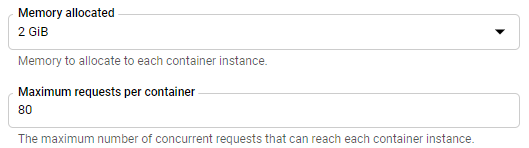 Memory allocated
2 GiB
Memory to allocate to each container instance.
Maximum requests per container
80
The maximum number of concurrent requests that can reach each container instance.